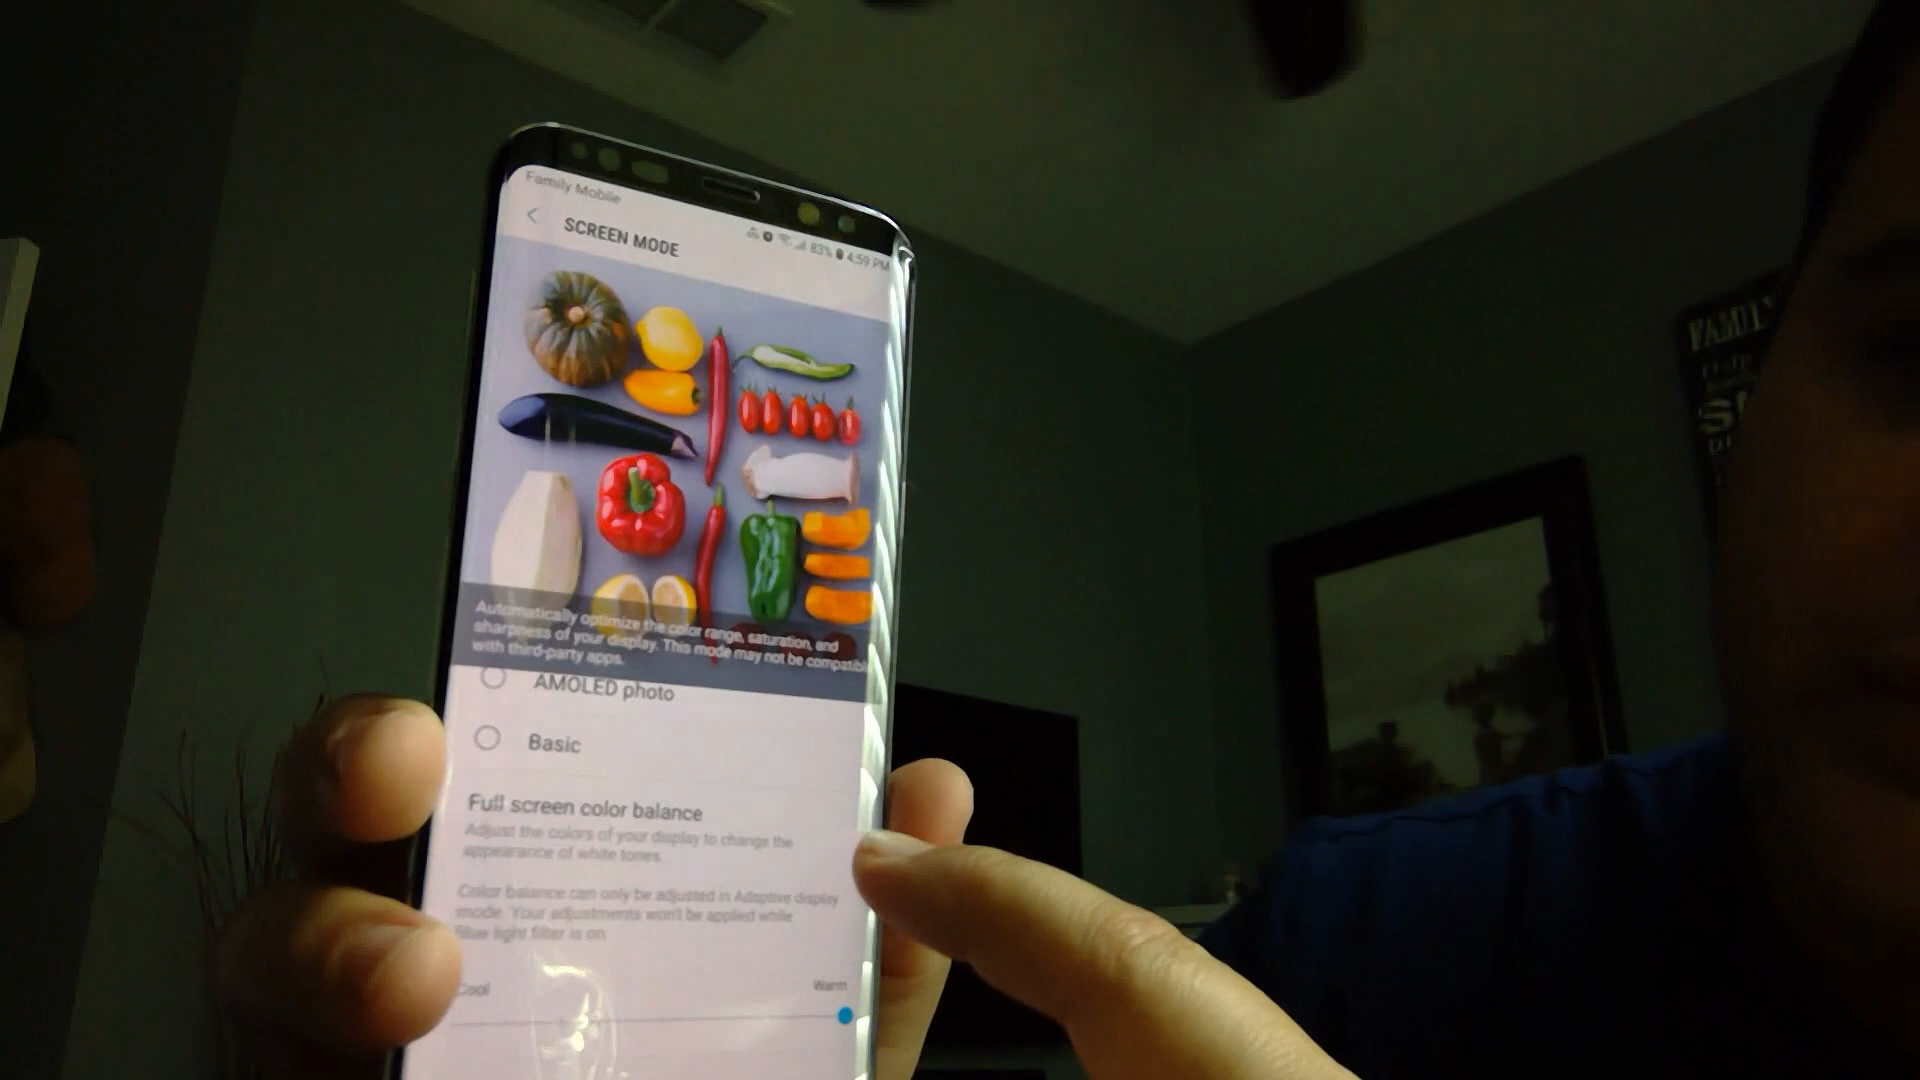 Family Mobile
83% 4:59 PM
SCREEN MODE
Automatically optimize the color range, saturation, and
sharpness of your display. This mode may not be compatibl
with third-party apps.
AMOLED photo
Basic
Full screen color balance
Adjust the colors of your display to change the
appearance of white tones.
Color balance can only be adjusted in Adaptive display
mode. Your adjustments won't be applied while
Blue light filter is on.
Cool
Warm
FAMILY